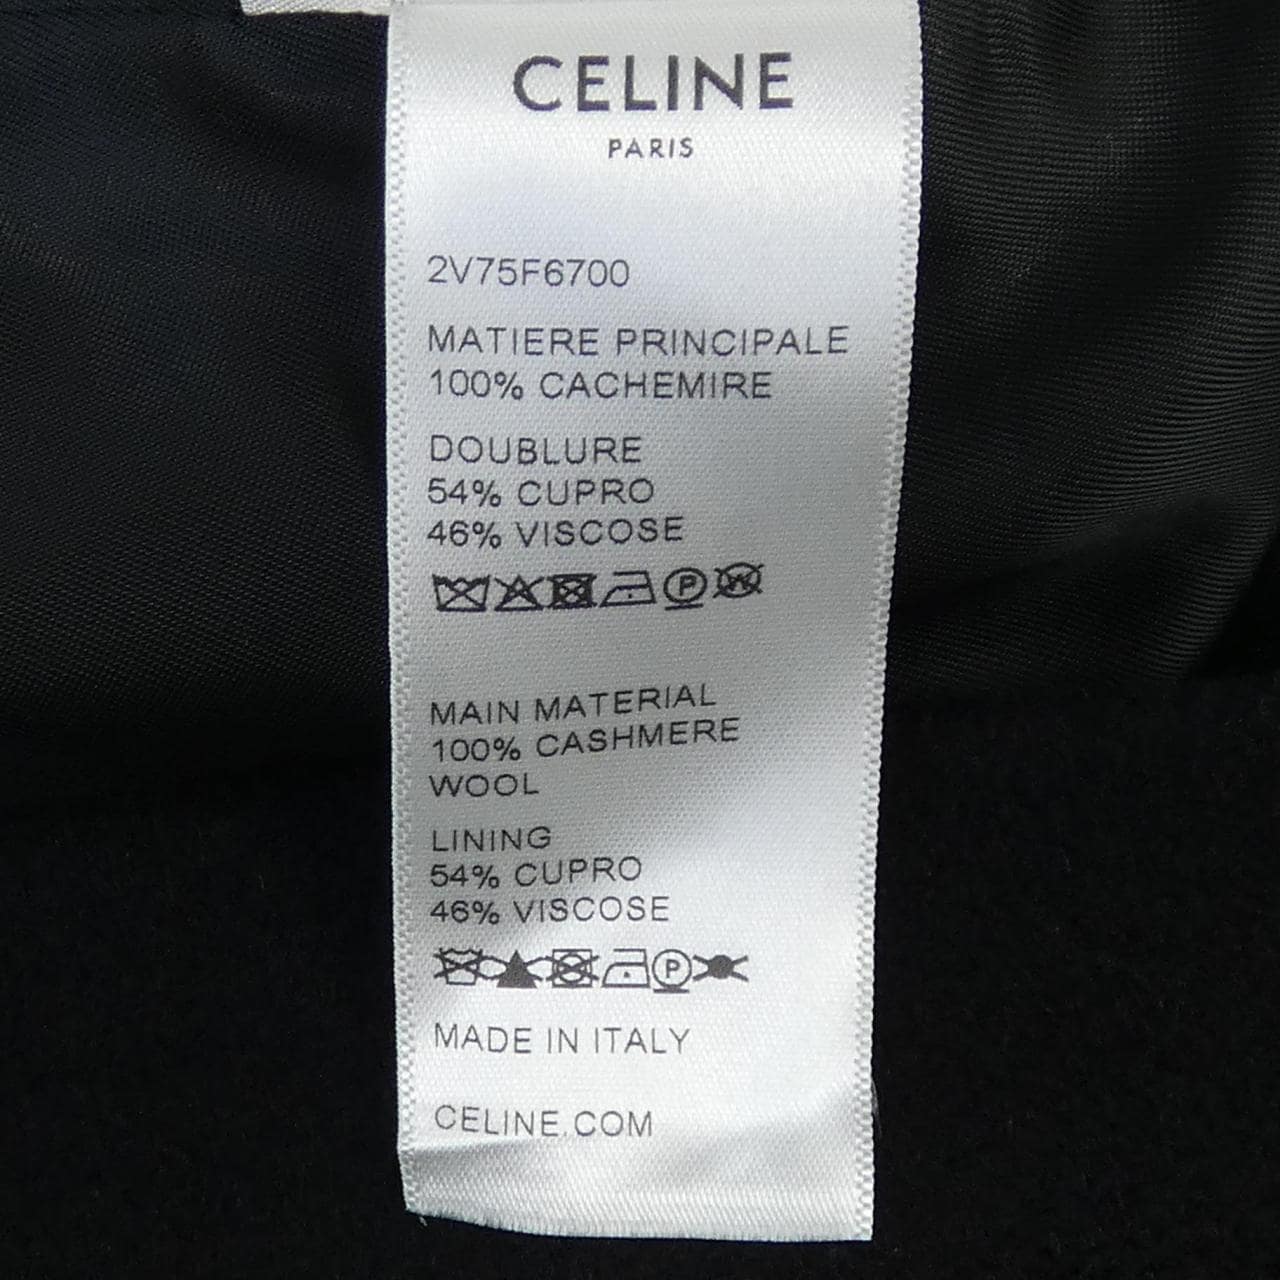 CELINE
PARIS
2V75F6700
MATIERE PRINCIPALE
100% CACHEMIRE
DOUBLURE
54% CUPRO
46% VISCOSE
P W
MAIN MATERIAL
100% CASHMERE
WOOL
LINING
54% CUPRO
46% VISCOSE
P
MADE IN ITALY
CELINE.COM